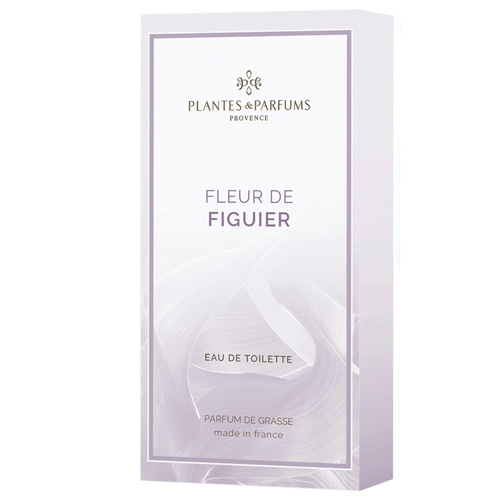 PLANTES & PARFUMS
PROVENCE
FLEUR DE
FIGUIER
EAU DE TOILETTE
PARFUM DE GRASSE
made in france